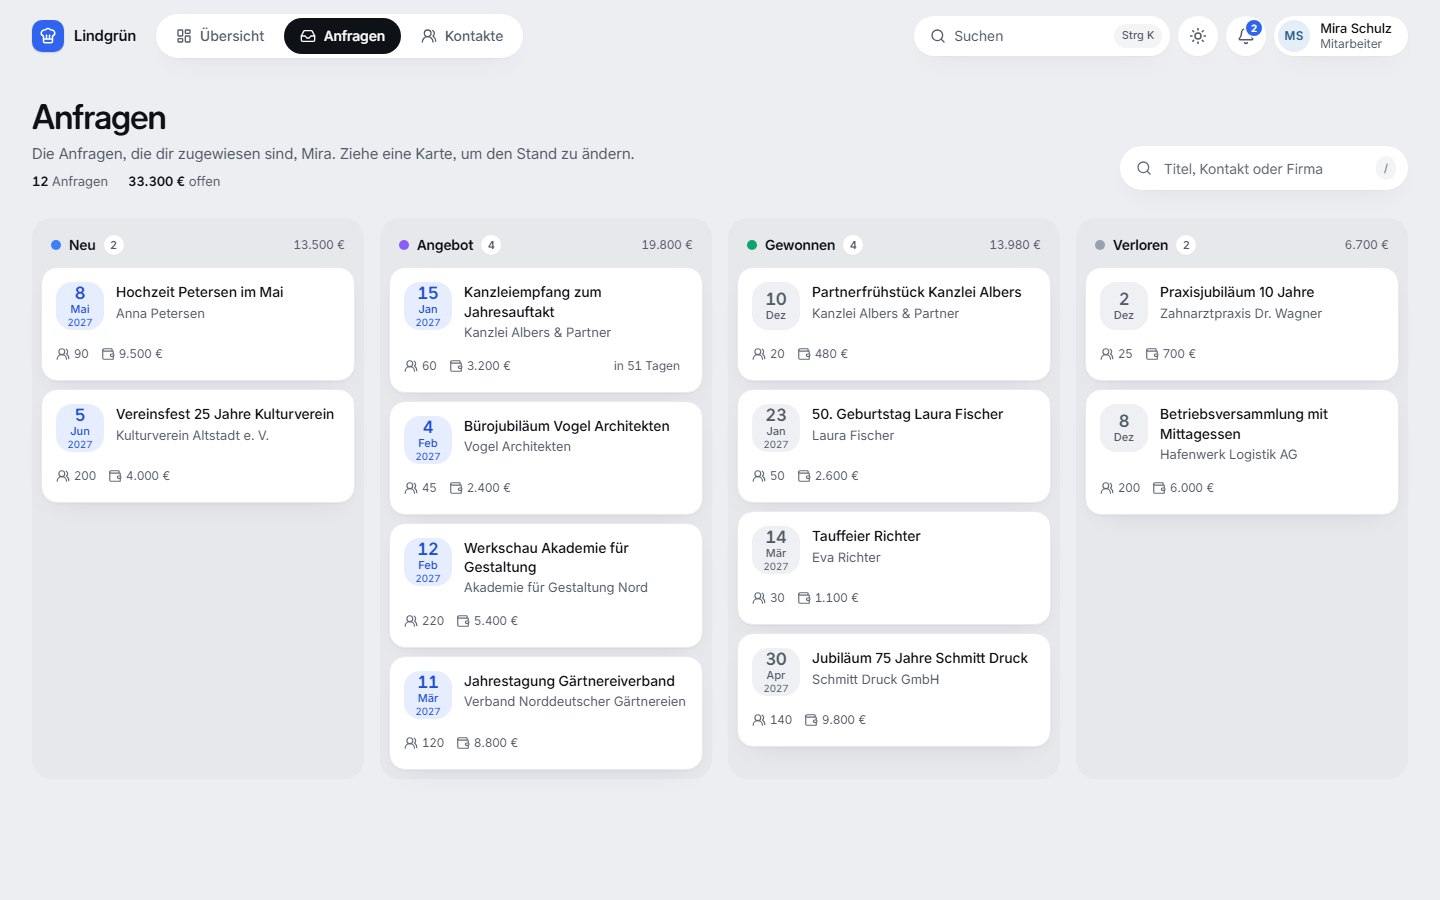 Lindgrün
Übersicht
Anfragen
Kontakte
Suchen
Strg K
2
MS
Mira Schulz
Mitarbeiter
Anfragen
Die Anfragen, die dir zugewiesen sind, Mira. Ziehe eine Karte, um den Stand zu ändern.
12 Anfragen 33.300 € offen
Titel, Kontakt oder Firma
/
Neu 2 13.500 €
8 Mai 2027
Hochzeit Petersen im Mai
Anna Petersen
90 9.500 €
5 Jun 2027
Vereinsfest 25 Jahre Kulturverein
Kulturverein Altstadt e. V.
200 4.000 €
Angebot 4 19.800 €
15 Jan 2027
Kanzleiempfang zum
Jahresauftakt
Kanzlei Albers & Partner
60 3.200 € in 51 Tagen
4 Feb 2027
Bürojubiläum Vogel Architekten
Vogel Architekten
45 2.400 €
12 Feb 2027
Werkschau Akademie für
Gestaltung
Akademie für Gestaltung Nord
220 5.400 €
11 Mär 2027
Jahrestagung Gärtnereiverband
Verband Norddeutscher Gärtnereien
120 8.800 €
Gewonnen 4 13.980 €
10 Dez
Partnerfrühstück Kanzlei Albers
Kanzlei Albers & Partner
20 480 €
23 Jan 2027
50. Geburtstag Laura Fischer
Laura Fischer
50 2.600 €
14 Mär 2027
Tauffeier Richter
Eva Richter
30 1.100 €
30 Apr 2027
Jubiläum 75 Jahre Schmitt Druck
Schmitt Druck GmbH
140 9.800 €
Verloren 2 6.700 €
2 Dez
Praxisjubiläum 10 Jahre
Zahnarztpraxis Dr. Wagner
25 700 €
8 Dez
Betriebsversammlung mit
Mittagessen
Hafenwerk Logistik AG
200 6.000 €